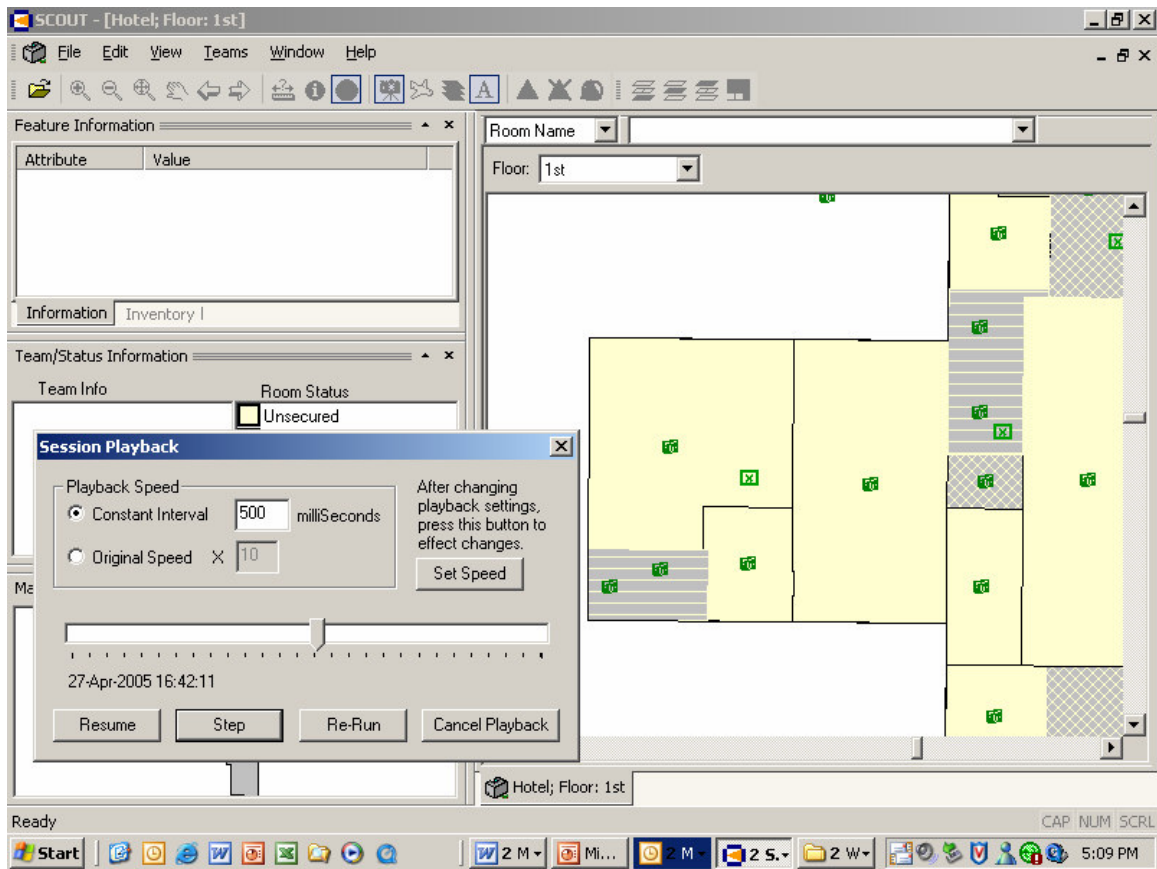 SCOUT - [Hotel; Floor: 1st]
File Edit View Teams Window Help
A
Feature Information
Attribute Value
Information Inventory
Team/Status Information
Team Info Room Status
Unsecured
Room Name
Floor: 1st
Session Playback
Playback Speed
Constant Interval 500 milliSeconds
Original Speed X 10
After changing
playback settings,
press this button to
effect changes.
Set Speed
27-Apr-2005 16:42:11
Resume Step Re-Run Cancel Playback
Ma
Hotel; Floor: 1st
Ready CAP NUM SCRL
Start 2 M 2 M 2 S. 2 W 5:09 PM
Mi...